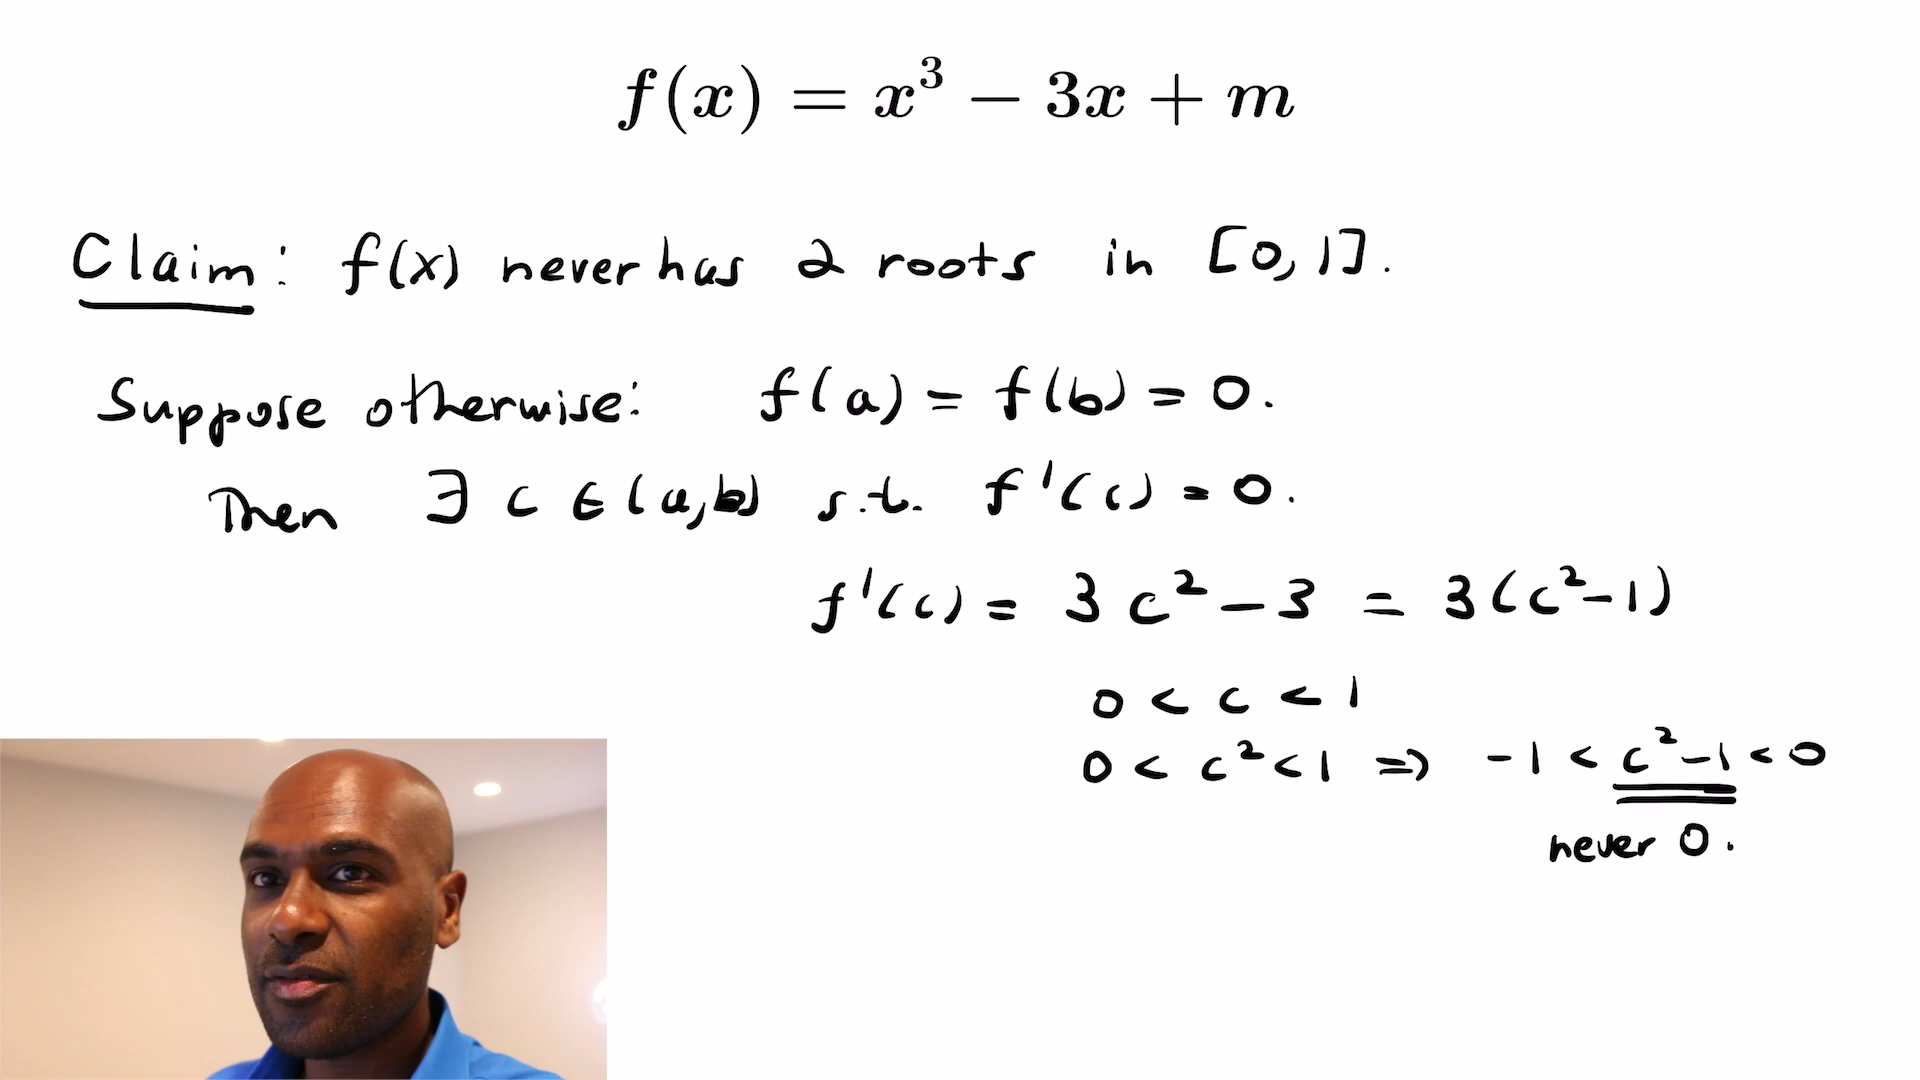 f(x) = x³ − 3x + m
Claim: f(x) never has 2 roots in [0,1].
Suppose otherwise: f(a) = f(b) = 0.
Then ∃ c ∈ (a,b) s.t. f'(c) = 0.
f'(c) = 3c² − 3 = 3(c²−1)
0 < c < 1
0 < c² < 1 ⇒ −1 < c²−1 < 0
never 0.